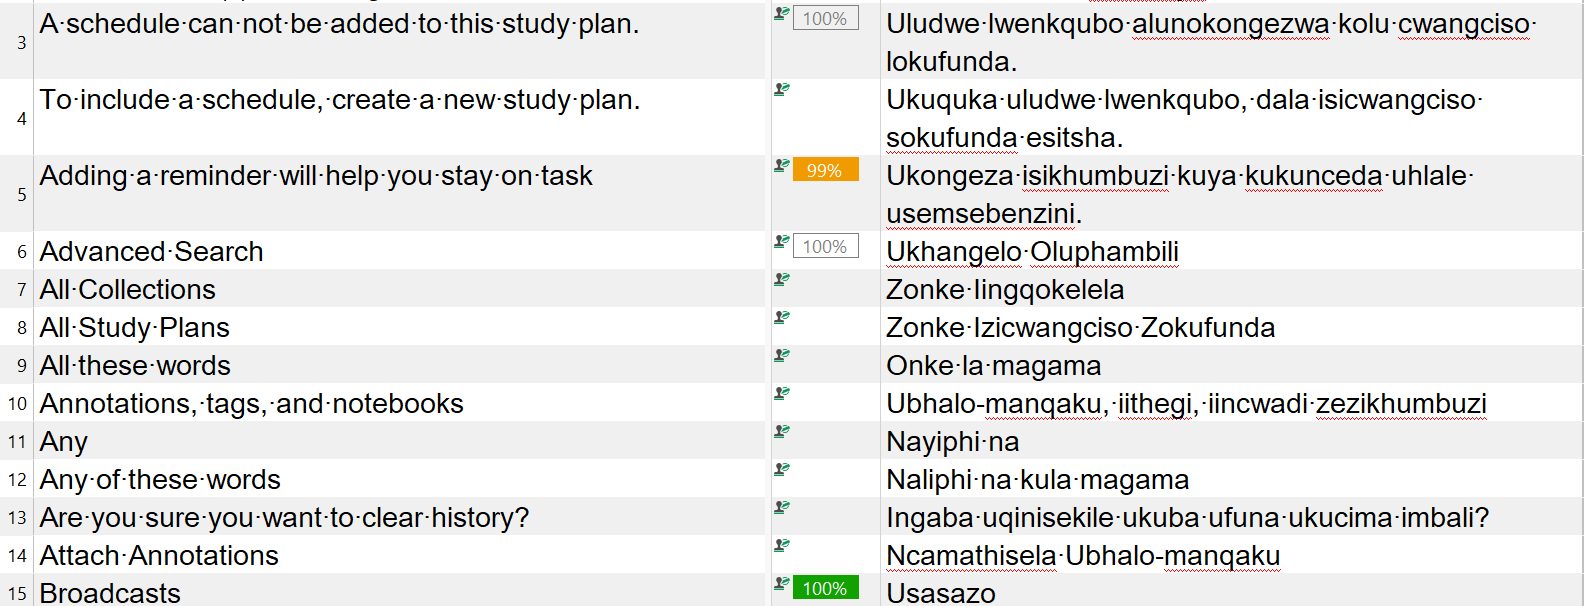 3 A schedule can not be added to this study plan. 100% Uludwe lwenkqubo alunokongezwa kolu cwangciso
lokufunda.
4 To include a schedule, create a new study plan. Ukuquka uludwe lwenkqubo, dala isicwangciso
sokufunda esitsha.
5 Adding a reminder will help you stay on task 99% Ukongeza isikhumbuzi kuya kukunceda uhlale
usemsebenzini.
6 Advanced Search 100% Ukhangelo Oluphambili
7 All Collections Zonke Iingqokelela
8 All Study Plans Zonke Izicwangciso Zokufunda
9 All these words Onke la magama
10 Annotations, tags, and notebooks Ubhalo-manqaku, iithegi, iincwadi zezikhumbuzi
11 Any Nayiphi na
12 Any of these words Naliphi na kula magama
13 Are you sure you want to clear history? Ingaba uqinisekile ukuba ufuna ukucima imbali?
14 Attach Annotations Ncamathisela Ubhalo-manqaku
15 Broadcasts 100% Usasazo